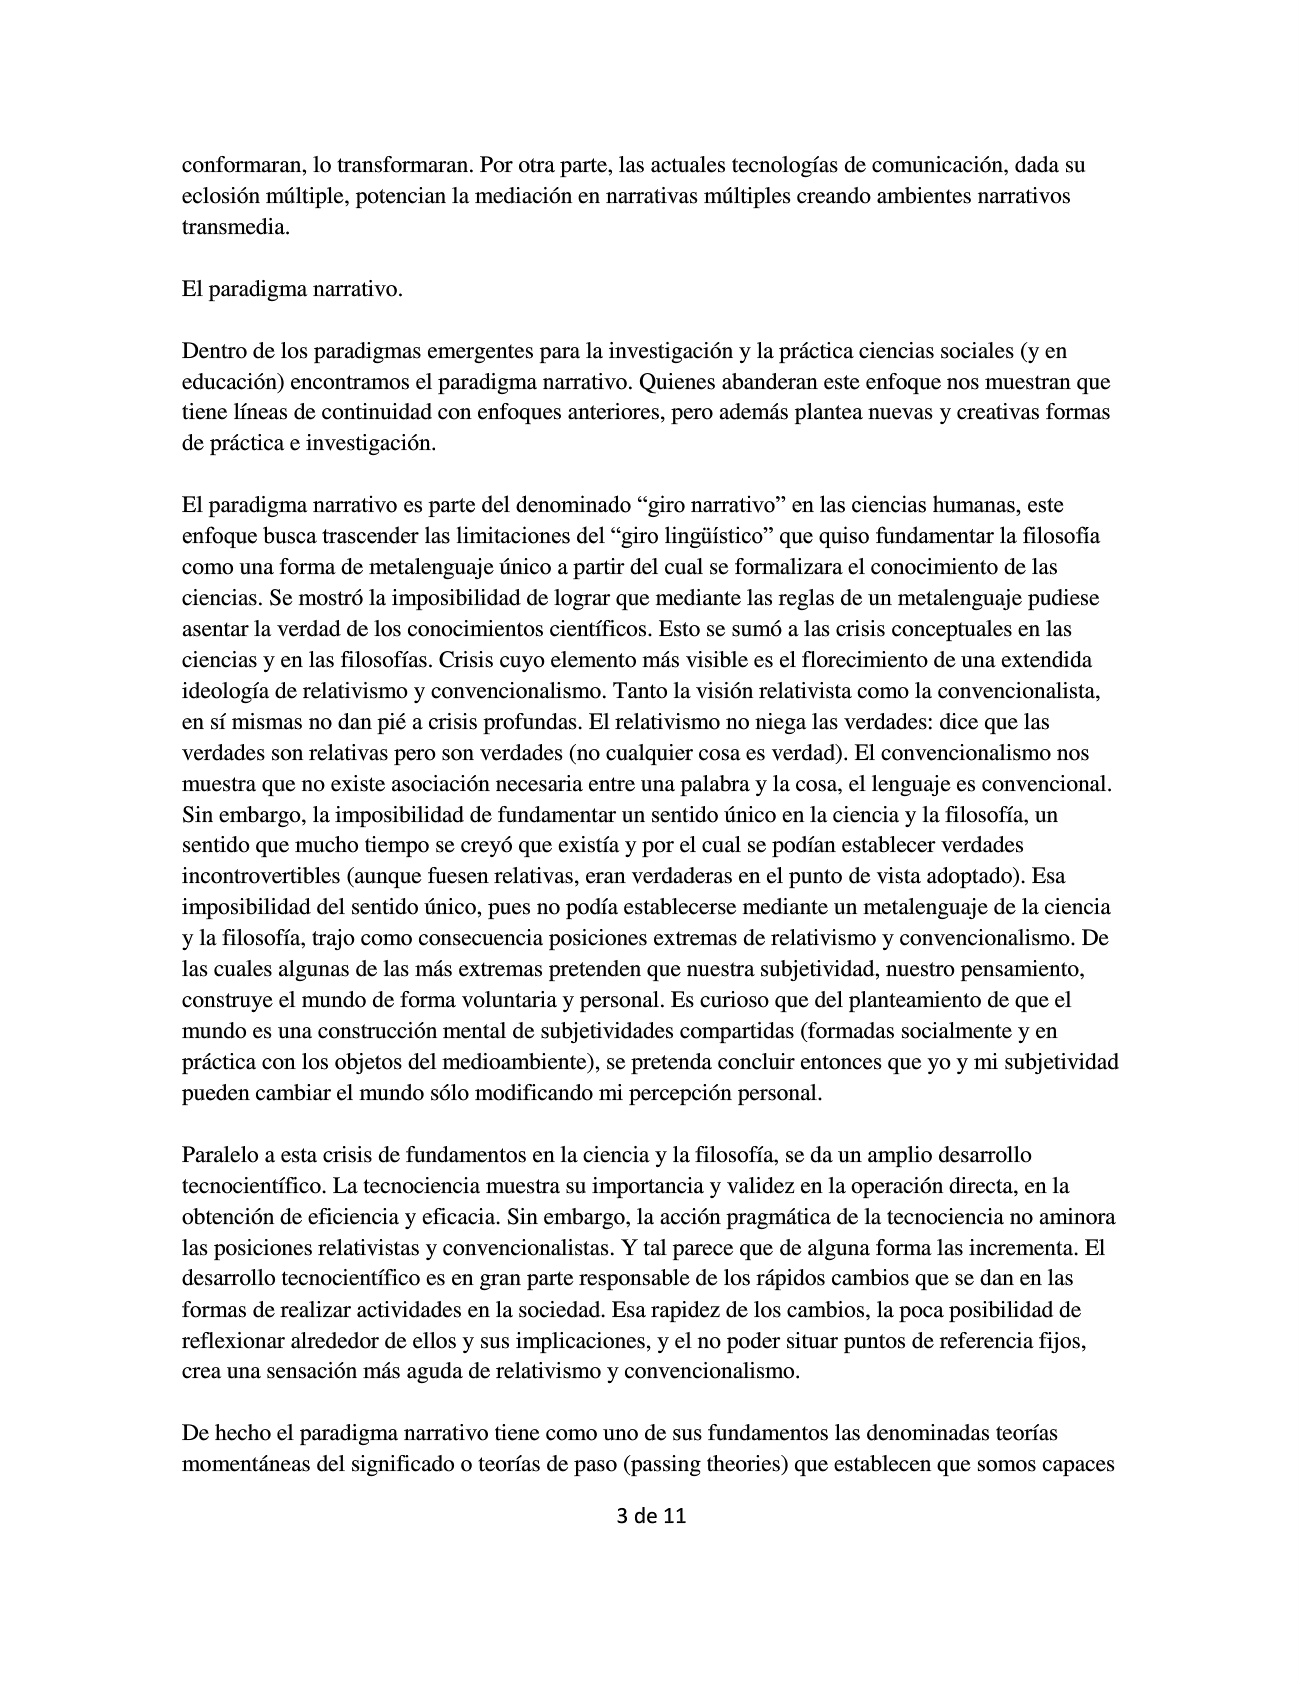 conformaran, lo transformaran. Por otra parte, las actuales tecnologías de comunicación, dada su
eclosión múltiple, potencian la mediación en narrativas múltiples creando ambientes narrativos
transmedia.
El paradigma narrativo.
Dentro de los paradigmas emergentes para la investigación y la práctica ciencias sociales (y en
educación) encontramos el paradigma narrativo. Quienes abanderan este enfoque nos muestran que
tiene líneas de continuidad con enfoques anteriores, pero además plantea nuevas y creativas formas
de práctica e investigación.
El paradigma narrativo es parte del denominado “giro narrativo” en las ciencias humanas, este
enfoque busca trascender las limitaciones del “giro lingüístico” que quiso fundamentar la filosofía
como una forma de metalenguaje único a partir del cual se formalizara el conocimiento de las
ciencias. Se mostró la imposibilidad de lograr que mediante las reglas de un metalenguaje pudiese
asentar la verdad de los conocimientos científicos. Esto se sumó a las crisis conceptuales en las
ciencias y en las filosofías. Crisis cuyo elemento más visible es el florecimiento de una extendida
ideología de relativismo y convencionalismo. Tanto la visión relativista como la convencionalista,
en sí mismas no dan pié a crisis profundas. El relativismo no niega las verdades: dice que las
verdades son relativas pero son verdades (no cualquier cosa es verdad). El convencionalismo nos
muestra que no existe asociación necesaria entre una palabra y la cosa, el lenguaje es convencional.
Sin embargo, la imposibilidad de fundamentar un sentido único en la ciencia y la filosofía, un
sentido que mucho tiempo se creyó que existía y por el cual se podían establecer verdades
incontrovertibles (aunque fuesen relativas, eran verdaderas en el punto de vista adoptado). Esa
imposibilidad del sentido único, pues no podía establecerse mediante un metalenguaje de la ciencia
y la filosofía, trajo como consecuencia posiciones extremas de relativismo y convencionalismo. De
las cuales algunas de las más extremas pretenden que nuestra subjetividad, nuestro pensamiento,
construye el mundo de forma voluntaria y personal. Es curioso que del planteamiento de que el
mundo es una construcción mental de subjetividades compartidas (formadas socialmente y en
práctica con los objetos del medioambiente), se pretenda concluir entonces que yo y mi subjetividad
pueden cambiar el mundo sólo modificando mi percepción personal.
Paralelo a esta crisis de fundamentos en la ciencia y la filosofía, se da un amplio desarrollo
tecnocientífico. La tecnociencia muestra su importancia y validez en la operación directa, en la
obtención de eficiencia y eficacia. Sin embargo, la acción pragmática de la tecnociencia no aminora
las posiciones relativistas y convencionalistas. Y tal parece que de alguna forma las incrementa. El
desarrollo tecnocientífico es en gran parte responsable de los rápidos cambios que se dan en las
formas de realizar actividades en la sociedad. Esa rapidez de los cambios, la poca posibilidad de
reflexionar alrededor de ellos y sus implicaciones, y el no poder situar puntos de referencia fijos,
crea una sensación más aguda de relativismo y convencionalismo.
De hecho el paradigma narrativo tiene como uno de sus fundamentos las denominadas teorías
momentáneas del significado o teorías de paso (passing theories) que establecen que somos capaces
3 de 11